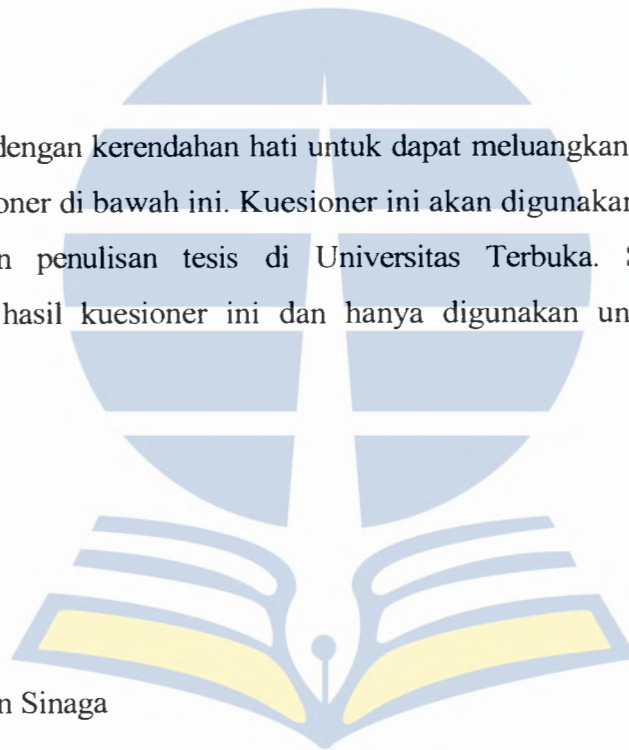 dengan kerendahan hati untuk dapat meluangkan
oner di bawah ini. Kuesioner ini akan digunakan
n penulisan tesis di Universitas Terbuka. S
hasil kuesioner ini dan hanya digunakan un
n Sinaga